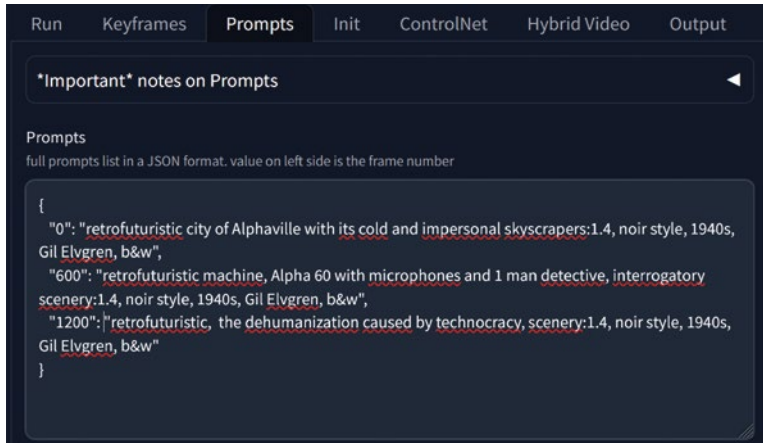 Run Keyframes Prompts Init ControlNet Hybrid Video Output
*Important* notes on Prompts
Prompts
full prompts list in a JSON format. value on left side is the frame number
{
"0": "retrofuturistic city of Alphaville with its cold and impersonal skyscrapers:1.4, noir style, 1940s,
Gil Elvgren, b&w",
"600": "retrofuturistic machine, Alpha 60 with microphones and 1 man detective, interrogatory
scenery:1.4, noir style, 1940s, Gil Elvgren, b&w",
"1200": "retrofuturistic, the dehumanization caused by technocracy, scenery:1.4, noir style, 1940s,
Gil Elvgren, b&w"
}